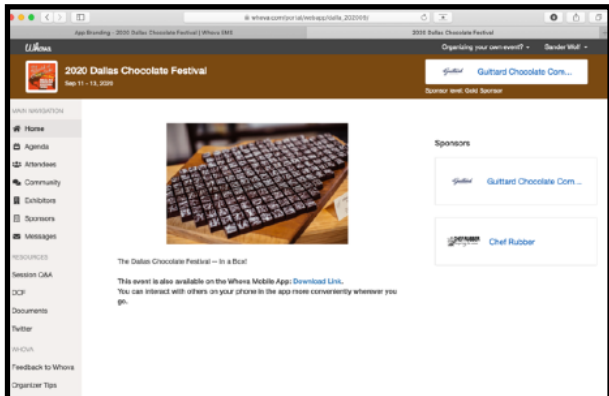 whova.com/portal/webapp/dalla_202009/
App Branding - 2020 Dallas Chocolate Festival | Whova EMS
2020 Dallas Chocolate Festival
Whova
Organizing your own event?
Sander Wolf
2020 Dallas Chocolate Festival
Sep 11 - 13, 2020
Guittard
Guittard Chocolate Com...
Sponsor level: Gold Sponsor
MAIN NAVIGATION
Home
Agenda
Attendees
Community
Exhibitors
Sponsors
Messages
RESOURCES
Session Q&A
DCF
Documents
Twitter
WHOVA
Feedback to Whova
Organizer Tips
The Dallas Chocolate Festival -- In a Box!
This event is also available on the Whova Mobile App: Download Link.
You can interact with others on your phone in the app more conveniently wherever you
go.
Sponsors
Guittard
Guittard Chocolate Com...
CHEF RUBBER
Chef Rubber